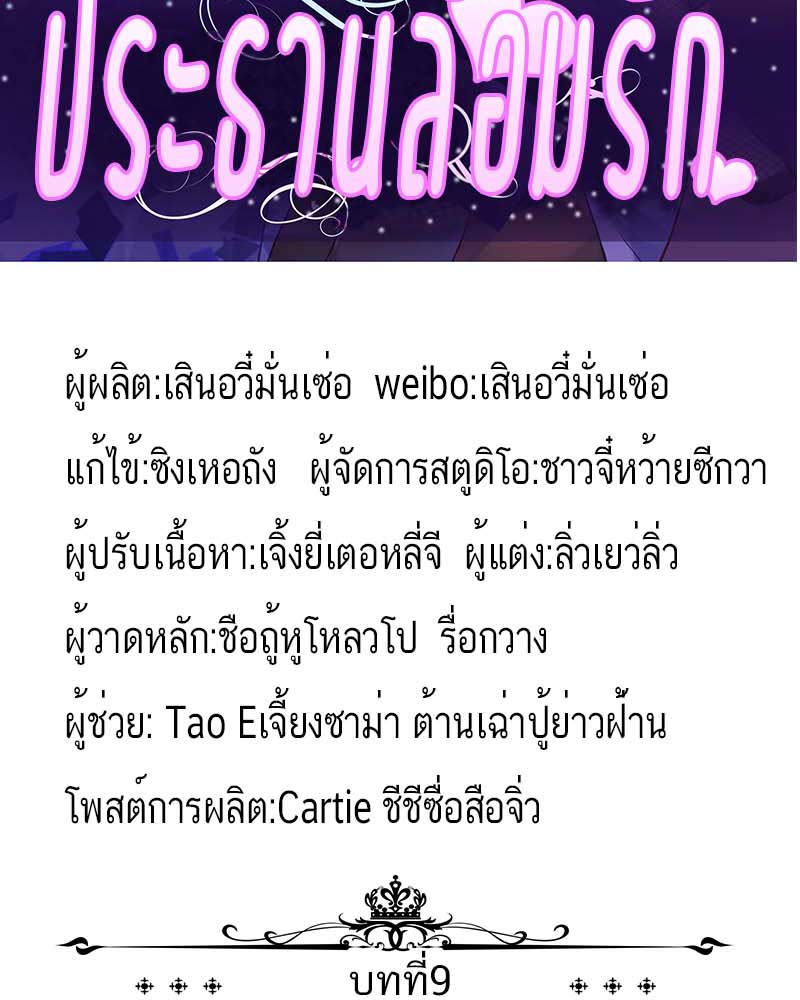 ประธานลอบรัก
ผู้ผลิต:เสินอวี๋มั่นเซ่อ weibo:เสินอวี๋มั่นเซ่อ
แก้ไข้:ซิงเหอถัง ผู้จัดการสตูดิโอ:ชาวจี๋หว้ายซีกวา
ผู้ปรับเนื้อหา:เจิ้งยี่เตอหลี่จี ผู้แต่ง:ลิ่วเยว่ลิ่ว
ผู้วาดหลัก:ชือถู้หูโหลวโป รื่อกวาง
ผู้ช่วย: Tao Eเจี้ยงซาม่า ต้านเฉ่าปู้ย่าวฝ้าน
โพสต์การผลิต:Cartie ชีชีซื่อสือจิ่ว
บทที่9